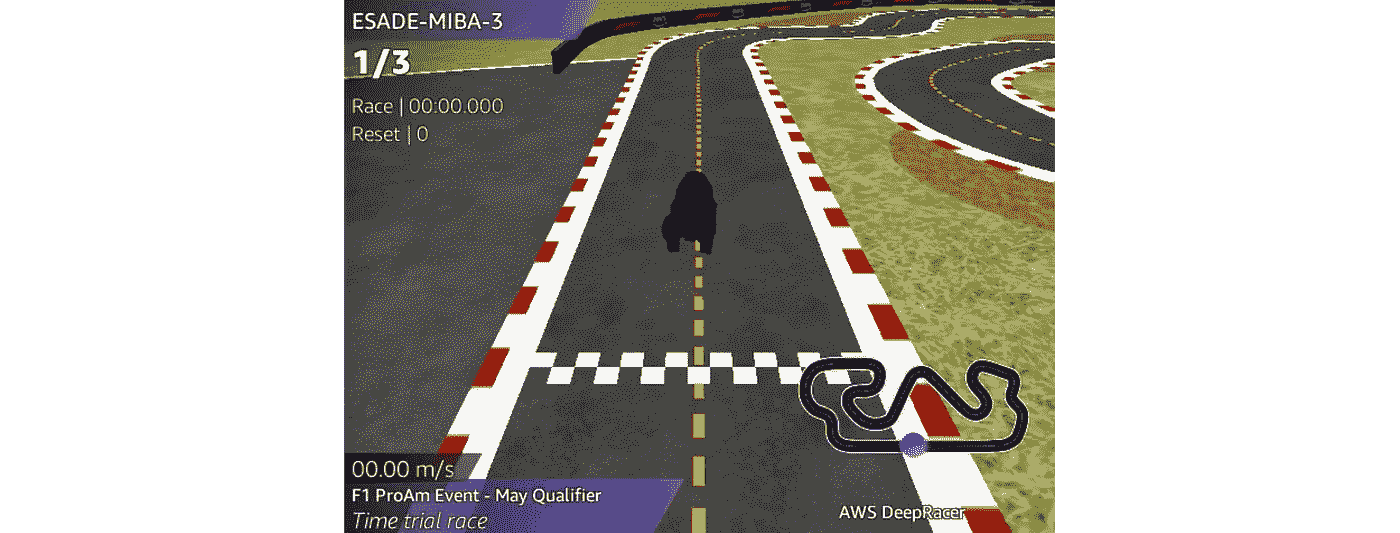 ESADE-MIBA-3
1/3
Race | 00:00.000
Reset | 0
00.00 m/s
F1 ProAm Event - May Qualifier
Time trial race
AWS DeepRacer